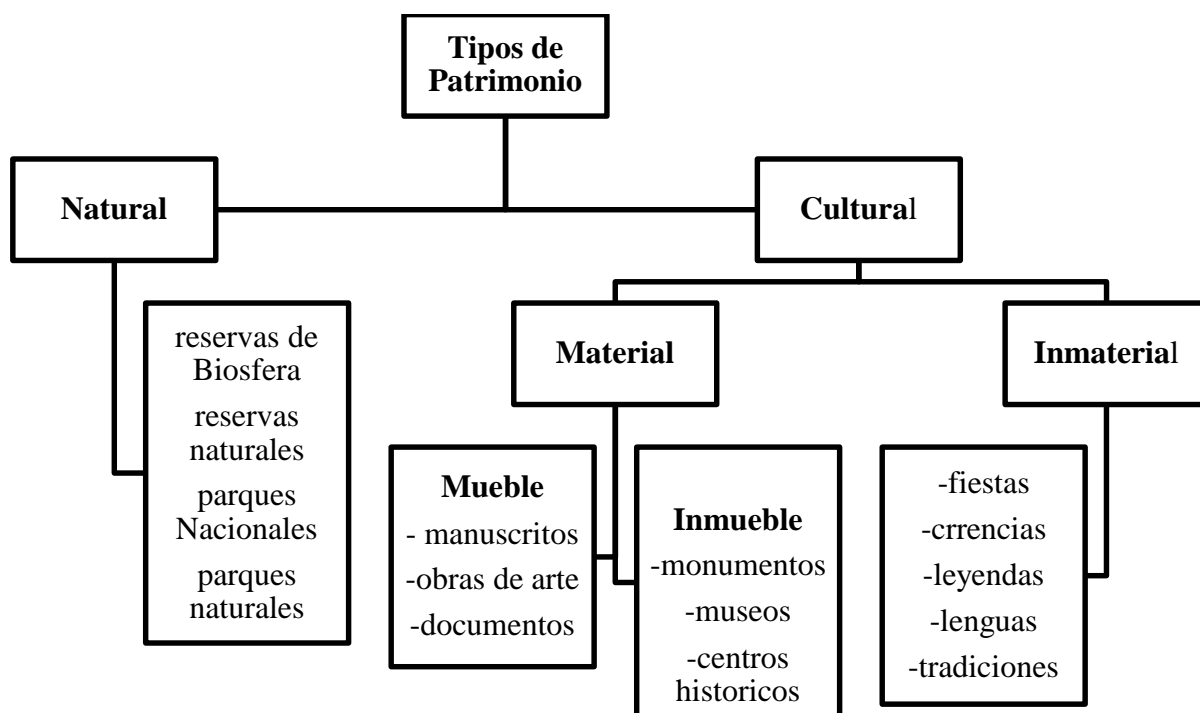 Tipos de
Patrimonio
Natural
Cultural
reservas de
Biosfera
reservas
naturales
parques
Nacionales
parques
naturales
Material
Inmaterial
Mueble
- manuscritos
-obras de arte
-documentos
Inmueble
-monumentos
-museos
-centros
historicos
-fiestas
-crrencias
-leyendas
-lenguas
-tradiciones